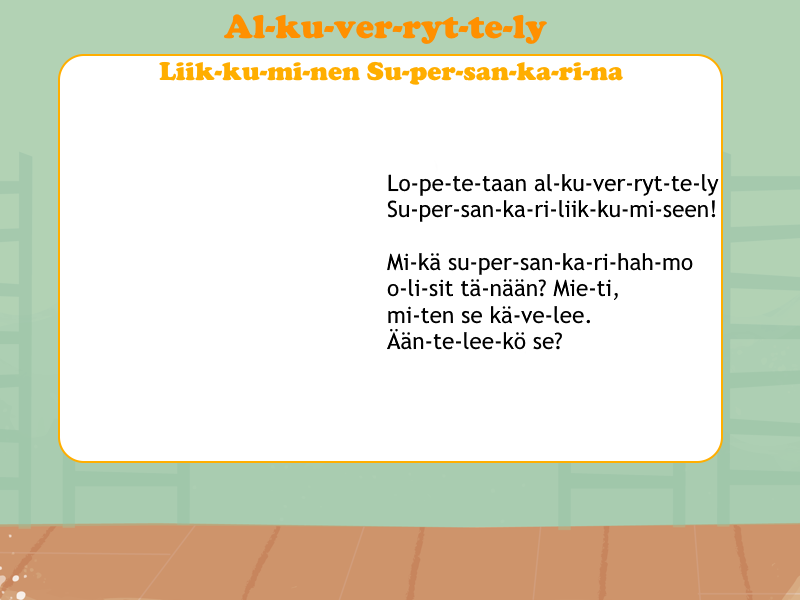 Al-ku-ver-ryt-te-ly
Liik-ku-mi-nen Su-per-san-ka-ri-na
Lo-pe-te-taan al-ku-ver-ryt-te-ly
Su-per-san-ka-ri-liik-ku-mi-seen!
Mi-kä su-per-san-ka-ri-hah-mo
o-li-sit tä-nään? Mie-ti,
mi-ten se kä-ve-lee.
Ään-te-lee-kö se?